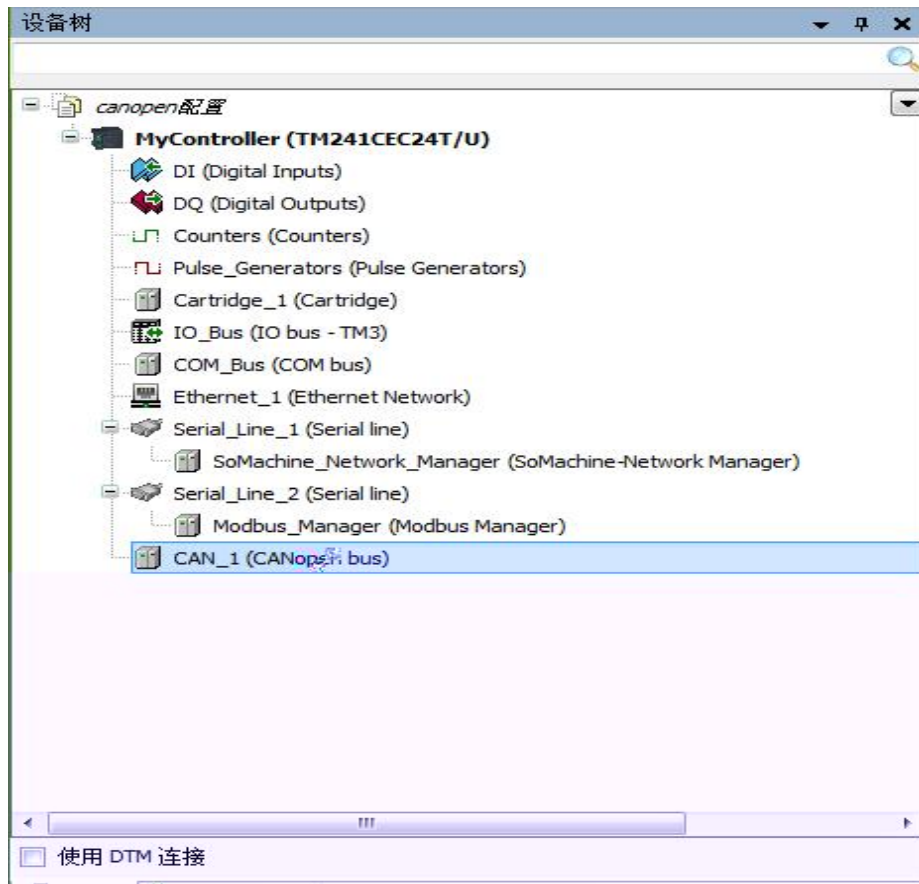 设备树
canopen配置
MyController (TM241CEC24T/U)
DI (Digital Inputs)
DQ (Digital Outputs)
Counters (Counters)
Pulse_Generators (Pulse Generators)
Cartridge_1 (Cartridge)
IO_Bus (IO bus - TM3)
COM_Bus (COM bus)
Ethernet_1 (Ethernet Network)
Serial_Line_1 (Serial line)
SoMachine_Network_Manager (SoMachine-Network Manager)
Serial_Line_2 (Serial line)
Modbus_Manager (Modbus Manager)
CAN_1 (CANopen bus)
使用 DTM 连接